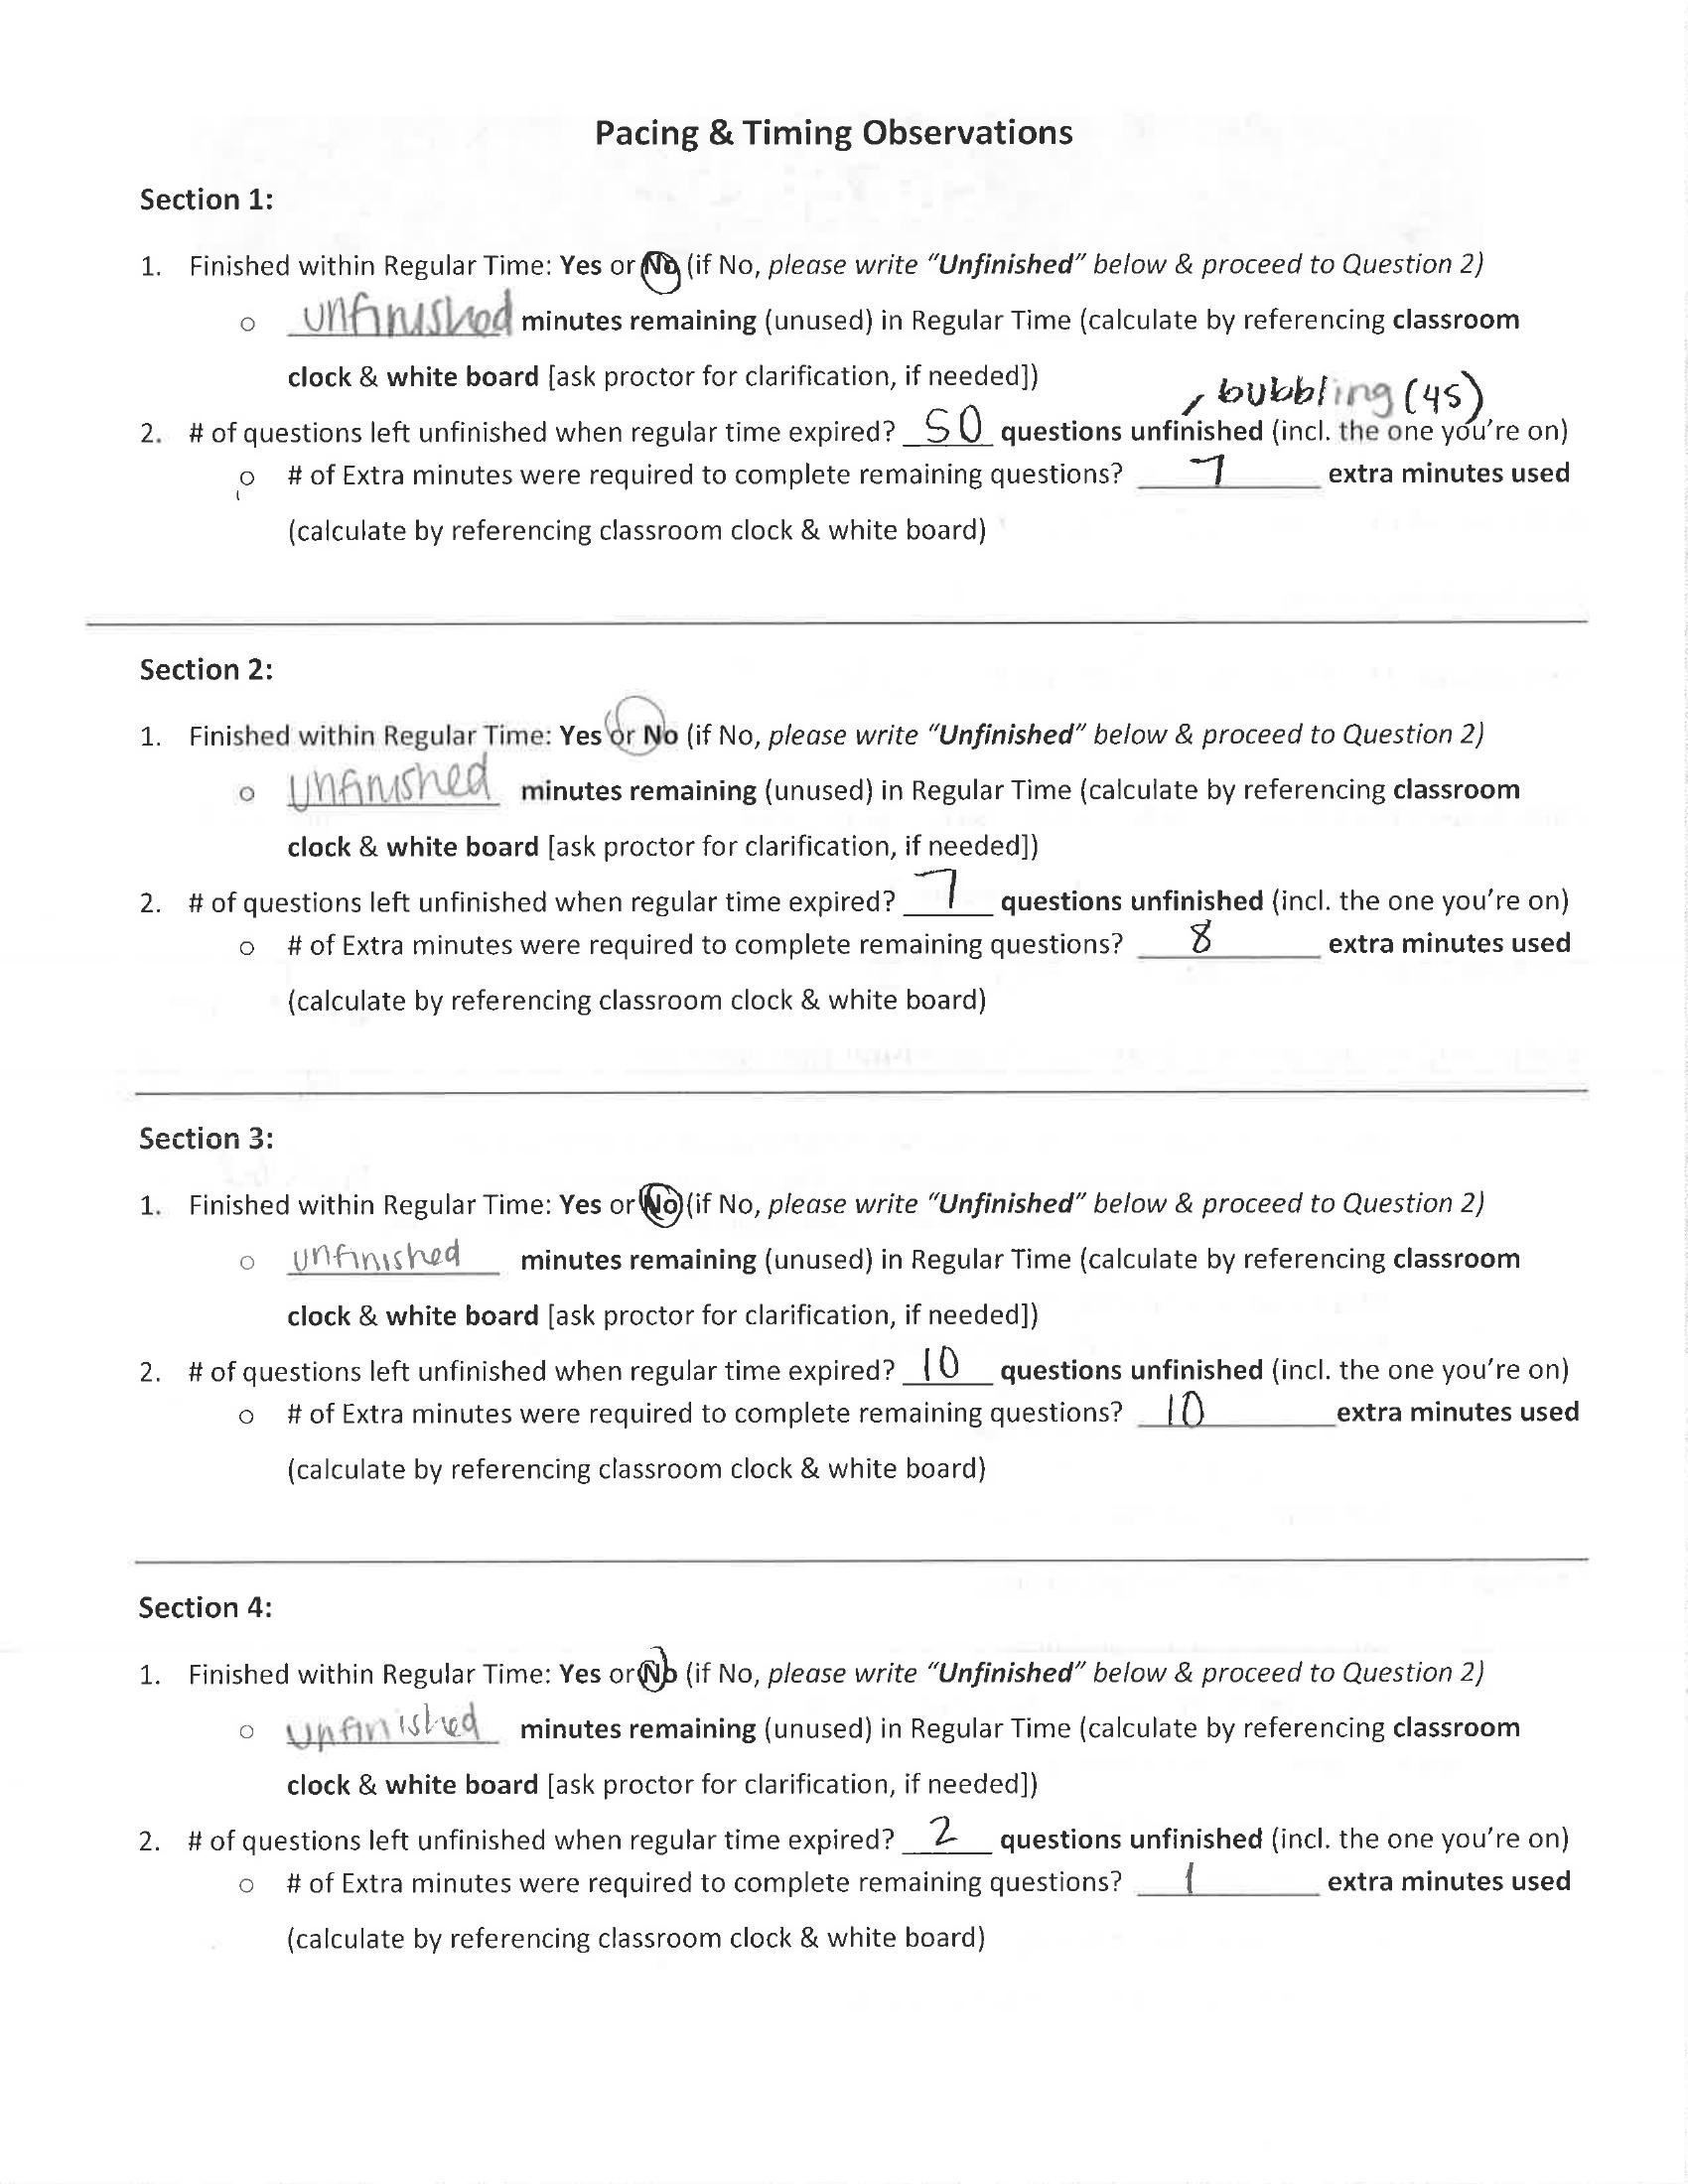 Pacing & Timing Observations
Section 1:
1. Finished within Regular Time: Yes or No (if No, please write "Unfinished" below & proceed to Question 2)
○ unfinished minutes remaining (unused) in Regular Time (calculate by referencing classroom
clock & white board [ask proctor for clarification, if needed])
, bubbling (45)
2. # of questions left unfinished when regular time expired? 50 questions unfinished (incl. the one you're on)
○ # of Extra minutes were required to complete remaining questions? 7 extra minutes used
(calculate by referencing classroom clock & white board)
Section 2:
1. Finished within Regular Time: Yes or No (if No, please write "Unfinished" below & proceed to Question 2)
○ Unfinished minutes remaining (unused) in Regular Time (calculate by referencing classroom
clock & white board [ask proctor for clarification, if needed])
2. # of questions left unfinished when regular time expired? 7 questions unfinished (incl. the one you're on)
○ # of Extra minutes were required to complete remaining questions? 8 extra minutes used
(calculate by referencing classroom clock & white board)
Section 3:
1. Finished within Regular Time: Yes or No (if No, please write "Unfinished" below & proceed to Question 2)
○ unfinished minutes remaining (unused) in Regular Time (calculate by referencing classroom
clock & white board [ask proctor for clarification, if needed])
2. # of questions left unfinished when regular time expired? 10 questions unfinished (incl. the one you're on)
○ # of Extra minutes were required to complete remaining questions? 10 extra minutes used
(calculate by referencing classroom clock & white board)
Section 4:
1. Finished within Regular Time: Yes or No (if No, please write "Unfinished" below & proceed to Question 2)
○ unfinished minutes remaining (unused) in Regular Time (calculate by referencing classroom
clock & white board [ask proctor for clarification, if needed])
2. # of questions left unfinished when regular time expired? 2 questions unfinished (incl. the one you're on)
○ # of Extra minutes were required to complete remaining questions? 1 extra minutes used
(calculate by referencing classroom clock & white board)